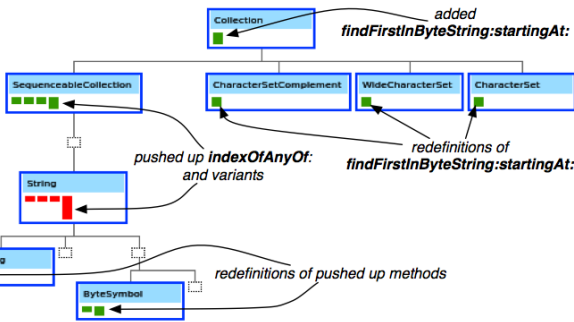 Collection
added
findFirstInByteString:startingAt:
SequenceableCollection
CharacterSetComplement
WideCharacterSet
CharacterSet
pushed up indexOfAnyOf:
and variants
redefinitions of
findFirstInByteString:startingAt:
String
g
redefinitions of pushed up methods
ByteSymbol